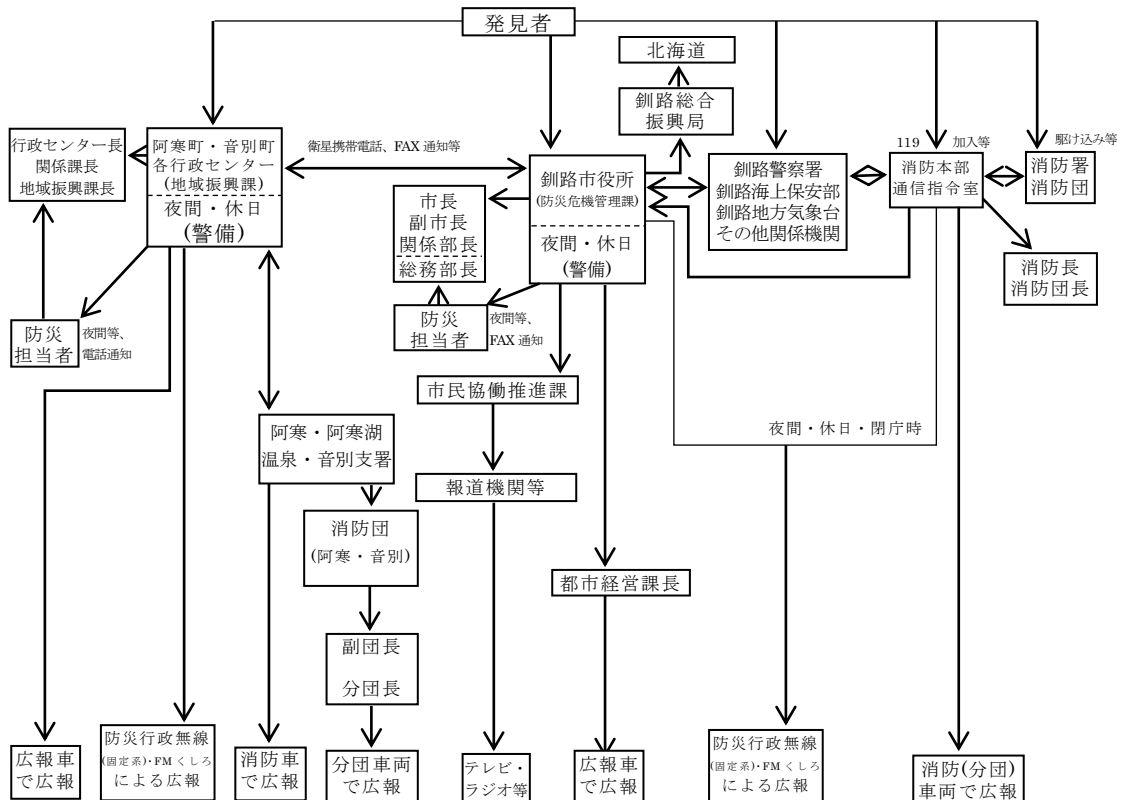 発見者
北海道
釧路総合
振興局
行政センター長
関係課長
地域振興課長
阿寒町・音別町
各行政センター
(地域振興課)
夜間・休日
(警備)
衛星携帯電話、FAX 通知等
市長
副市長
関係部長
総務部長
釧路市役所
(防災危機管理課)
夜間・休日
(警備)
釧路警察署
釧路海上保安部
釧路地方気象台
その他関係機関
119 加入等
消防本部
通信指令室
駆け込み等
消防署
消防団
消防長
消防団長
防災
担当者
夜間等、
電話通知
防災
担当者
夜間等、
FAX 通知
市民協働推進課
阿寒・阿寒湖
温泉・音別支署
夜間・休日・閉庁時
報道機関等
消防団
(阿寒・音別)
都市経営課長
副団長
分団長
広報車
で広報
防災行政無線
(固定系)・FM くしろ
による広報
消防車
で広報
分団車両
で広報
テレビ・
ラジオ等
広報車
で広報
防災行政無線
(固定系)・FM くしろ
による広報
消防(分団)
車両で広報